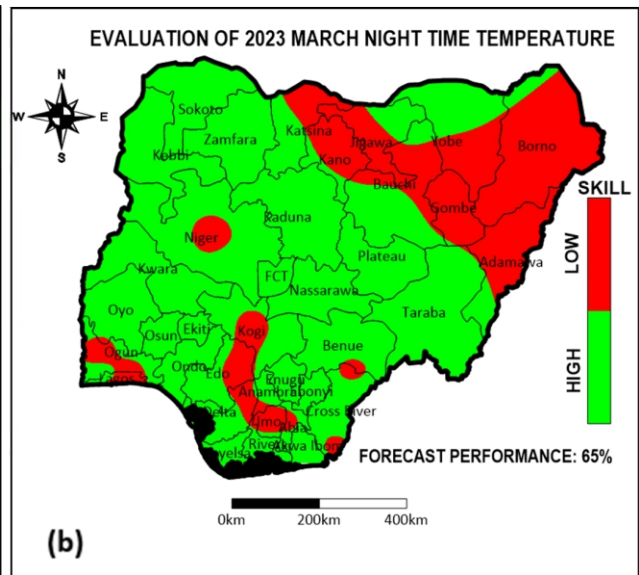 EVALUATION OF 2023 MARCH NIGHT TIME TEMPERATURE
N
W E
S
Sokoto
Katsina
Zamfara
Jigawa
Yobe
Borno
Kebbi
Kano
Bauchi
SKILL
Gombe
LOW
Kaduna
Niger
Plateau
Adamawa
Kwara
FCT
Nassarawa
Taraba
Oyo
Ekiti
Kogi
Osun
Benue
HIGH
Ogun
Ondo
Edo
Enugu
Lagos
Anambra
Ebonyi
Delta
Imo
Abia
Cross River
Rivers
Akwa Ibom
FORECAST PERFORMANCE: 65%
0km 200km 400km
(b)